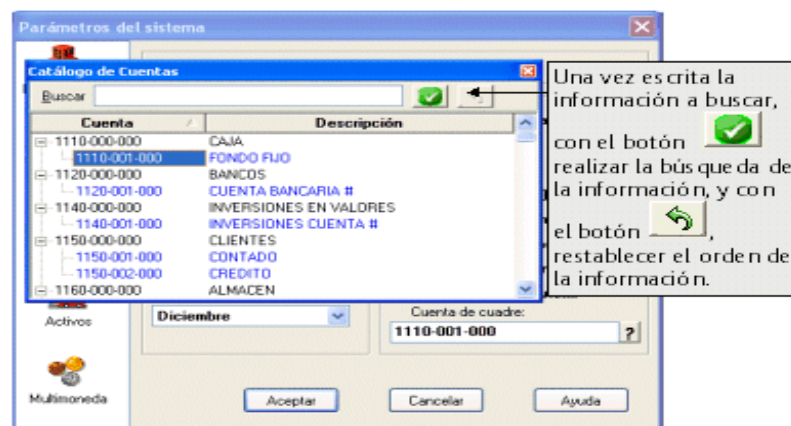 Parámetros del sistema
Catálogo de Cuentas
Buscar
Cuenta Descripción
1110-000-000 CAJA
1110-001-000 FONDO FIJO
1120-000-000 BANCOS
1120-001-000 CUENTA BANCARIA #
1140-000-000 INVERSIONES EN VALORES
1140-001-000 INVERSIONES CUENTA #
1150-000-000 CLIENTES
1150-001-000 CONTADO
1150-002-000 CREDITO
1160-000-000 ALMACEN
Una vez escrita la
información a buscar,
con el botón
realizar la búsqueda de
la información, y con
el botón ,
restablecer el orden de
la información.
Activos
Diciembre
Cuenta de cuadre:
1110-001-000 ?
Multimoneda
Aceptar Cancelar Ayuda